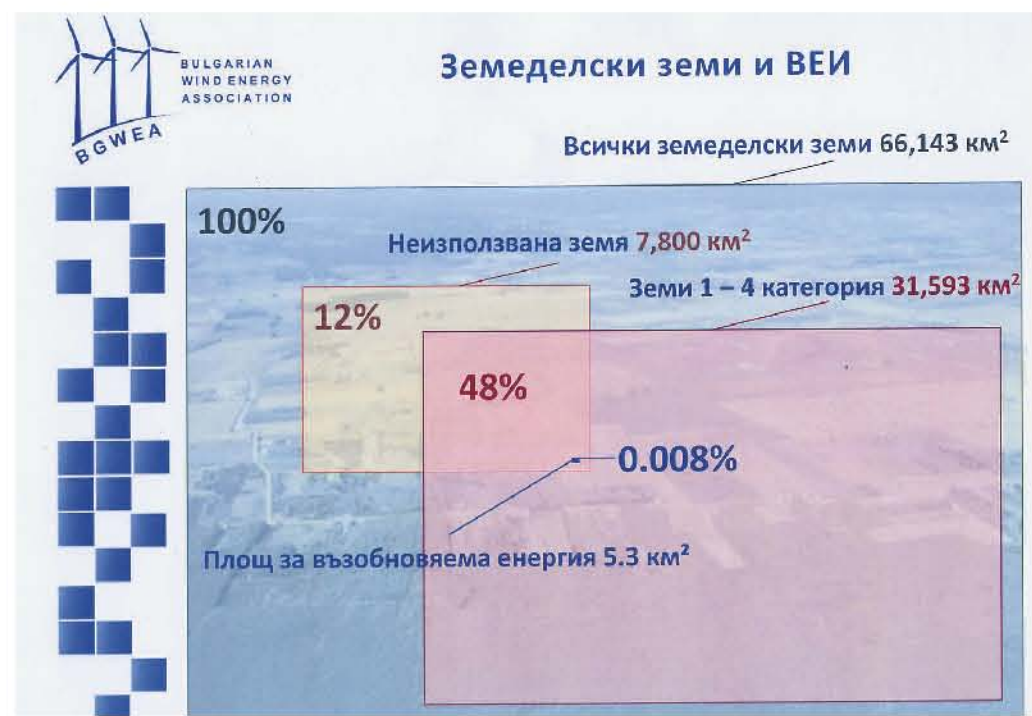 BULGARIAN
WIND ENERGY
ASSOCIATION
BGWEA
Земеделски земи и ВЕИ
Всички земеделски земи 66,143 км²
100%
Неизползвана земя 7,800 км²
Земи 1 – 4 категория 31,593 км²
12%
48%
0.008%
Площ за възобновяема енергия 5.3 км²